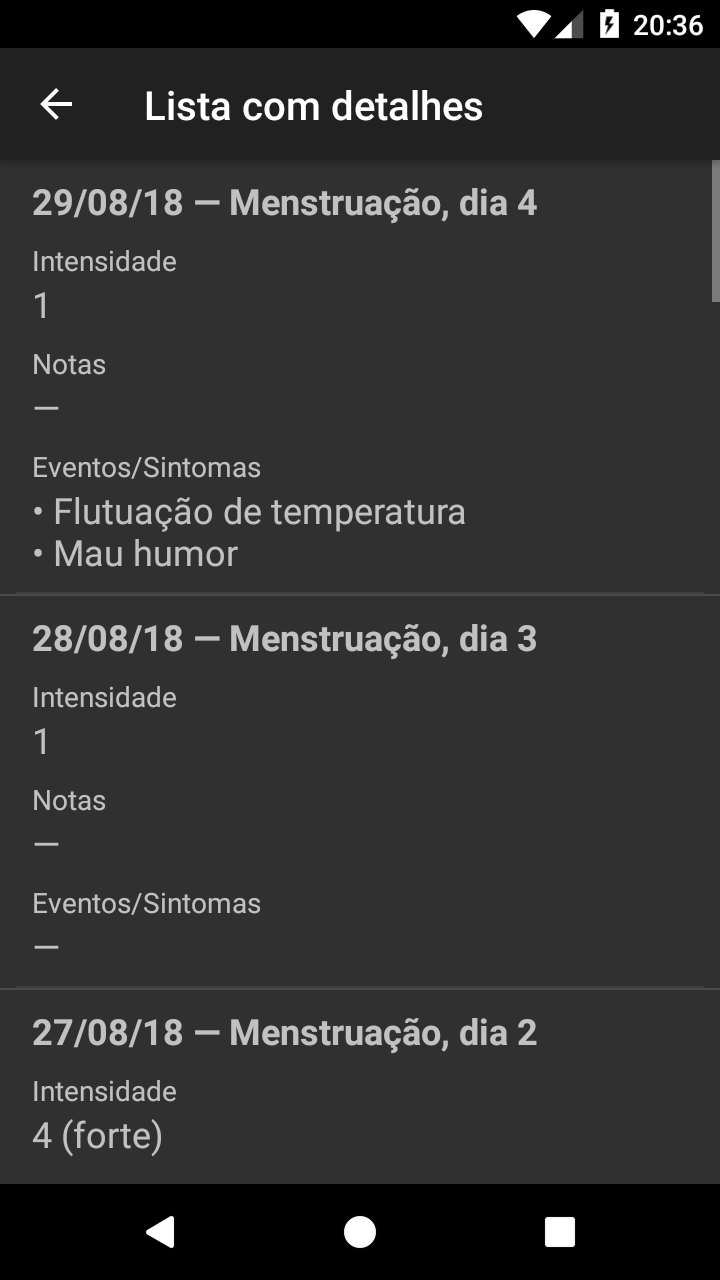 20:36
Lista com detalhes
29/08/18 — Menstruação, dia 4
Intensidade
1
Notas
—
Eventos/Sintomas
• Flutuação de temperatura
• Mau humor
28/08/18 — Menstruação, dia 3
Intensidade
1
Notas
—
Eventos/Sintomas
—
27/08/18 — Menstruação, dia 2
Intensidade
4 (forte)